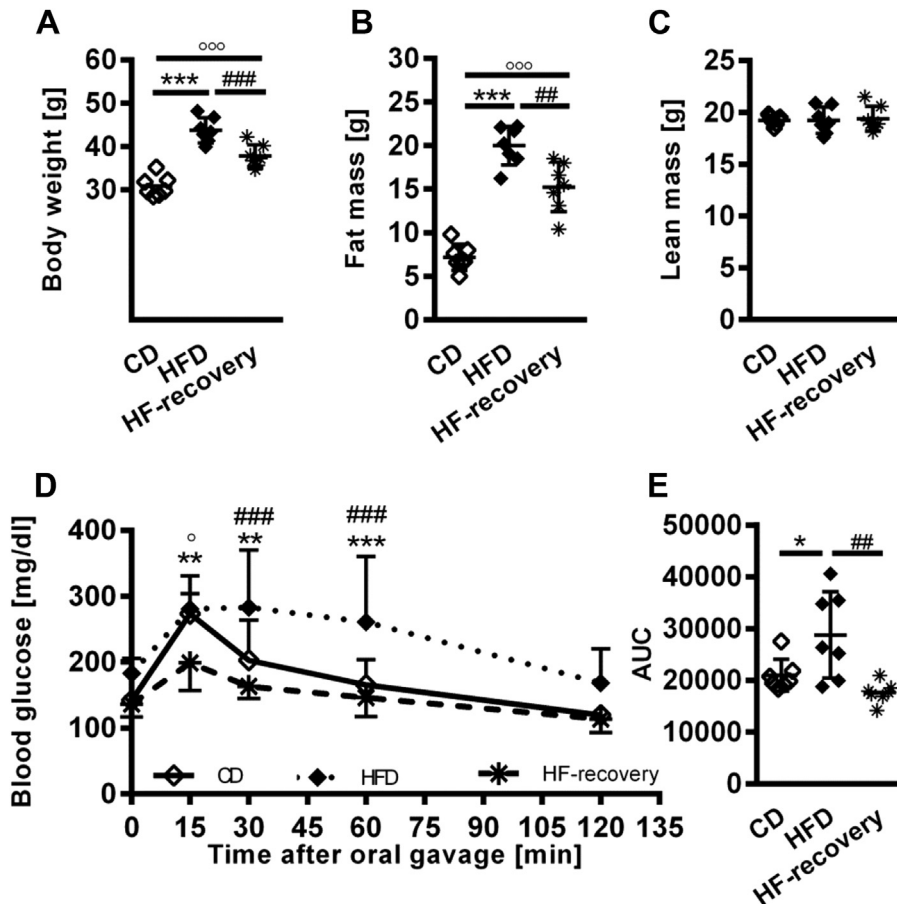 A
Body weight [g]
60
50
40
30
°°°
***
###
CD
HFD
HF-recovery
B
Fat mass [g]
30
25
20
15
10
5
0
°°°
***
##
CD
HFD
HF-recovery
C
Lean mass [g]
25
20
15
10
5
0
CD
HFD
HF-recovery
D
Blood glucose [mg/dl]
400
300
200
100
0
°
**
###
**
###
***
CD
HFD
HF-recovery
0 15 30 45 60 75 90 105 120 135
Time after oral gavage [min]
E
AUC
50000
40000
30000
20000
10000
0
*
##
CD
HFD
HF-recovery